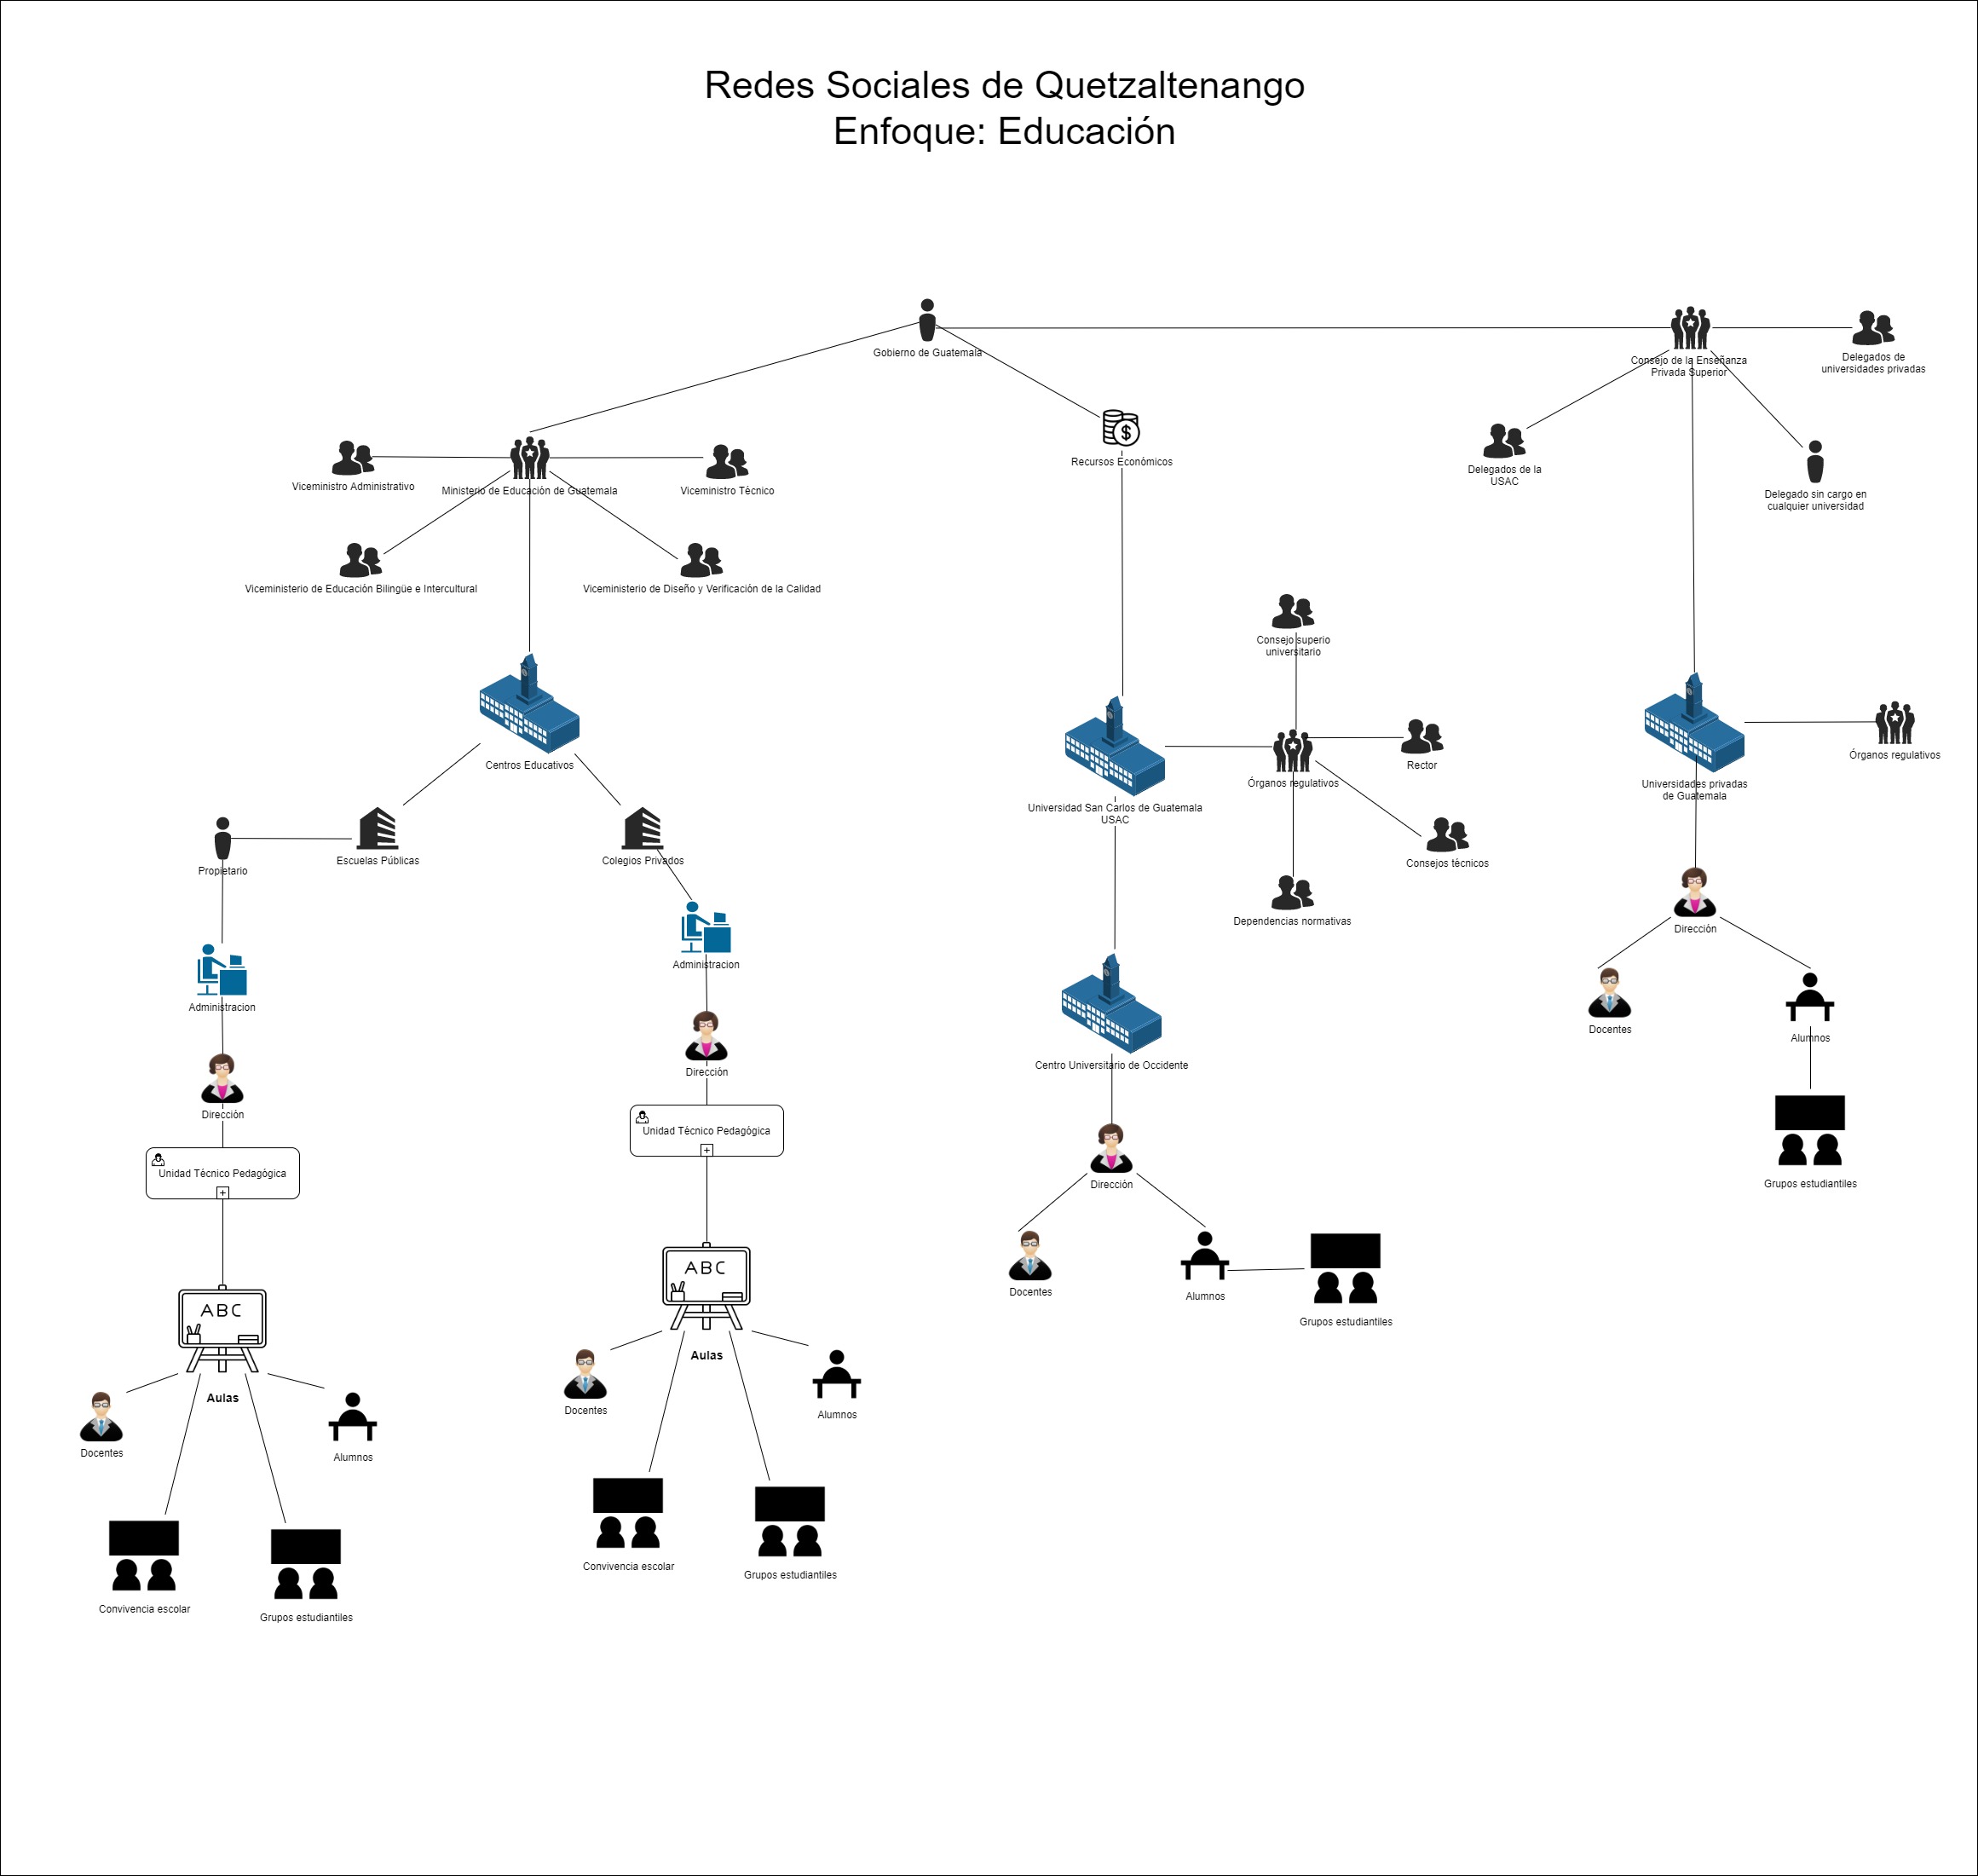 Redes Sociales de Quetzaltenango
Enfoque: Educación
Gobierno de Guatemala
Consejo de la Enseñanza
Privada Superior
Delegados de
universidades privadas
Recursos Económicos
Delegados de la
USAC
Delegado sin cargo en
cualquier universidad
Viceministro Administrativo
Ministerio de Educación de Guatemala
Viceministro Técnico
Viceministerio de Educación Bilingüe e Intercultural
Viceministerio de Diseño y Verificación de la Calidad
Consejo superio
universitario
Centros Educativos
Universidad San Carlos de Guatemala
USAC
Órganos regulativos
Rector
Universidades privadas
de Guatemala
Órganos regulativos
Propietario
Escuelas Públicas
Colegios Privados
Consejos técnicos
Dependencias normativas
Dirección
Administracion
Administracion
Docentes
Alumnos
Dirección
Dirección
Centro Universitario de Occidente
Unidad Técnico Pedagógica
Unidad Técnico Pedagógica
Dirección
Grupos estudiantiles
ABC
ABC
Docentes
Alumnos
Grupos estudiantiles
Aulas
Aulas
Docentes
Alumnos
Docentes
Alumnos
Convivencia escolar
Grupos estudiantiles
Convivencia escolar
Grupos estudiantiles